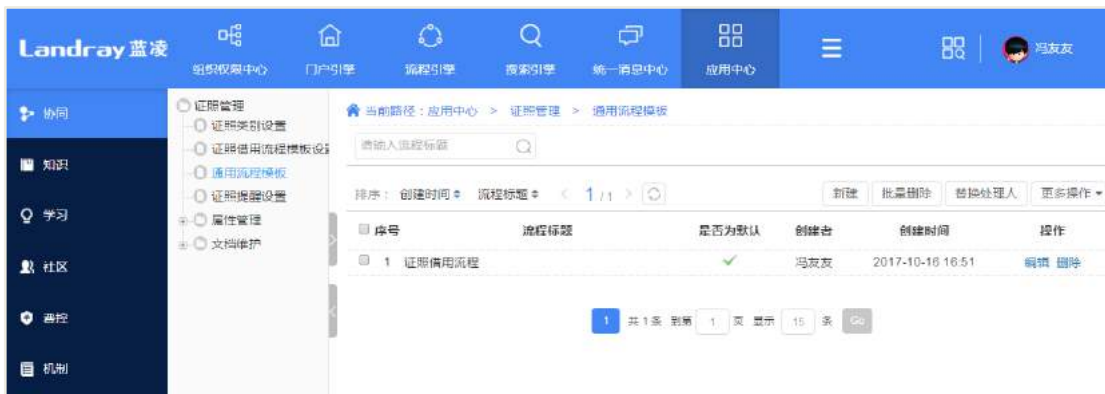 Landray 蓝凌
组织权限中心
门户引擎
流程引擎
搜索引擎
统一消息中心
应用中心
冯友友
协同
知识
学习
社区
管控
机制
证照管理
证照类别设置
证照借用流程模板设置
通用流程模板
证照提醒设置
属性管理
文档维护
当前路径：应用中心 > 证照管理 > 通用流程模板
请输入流程标题
排序： 创建时间 流程标题 1 / 1 新建 批量删除 替换处理人 更多操作
序号 流程标题 是否为默认 创建者 创建时间 操作
1 证照借用流程 冯友友 2017-10-16 16:51 编辑 删除
1 共1条 到第 1 页 显示 15 条 Go